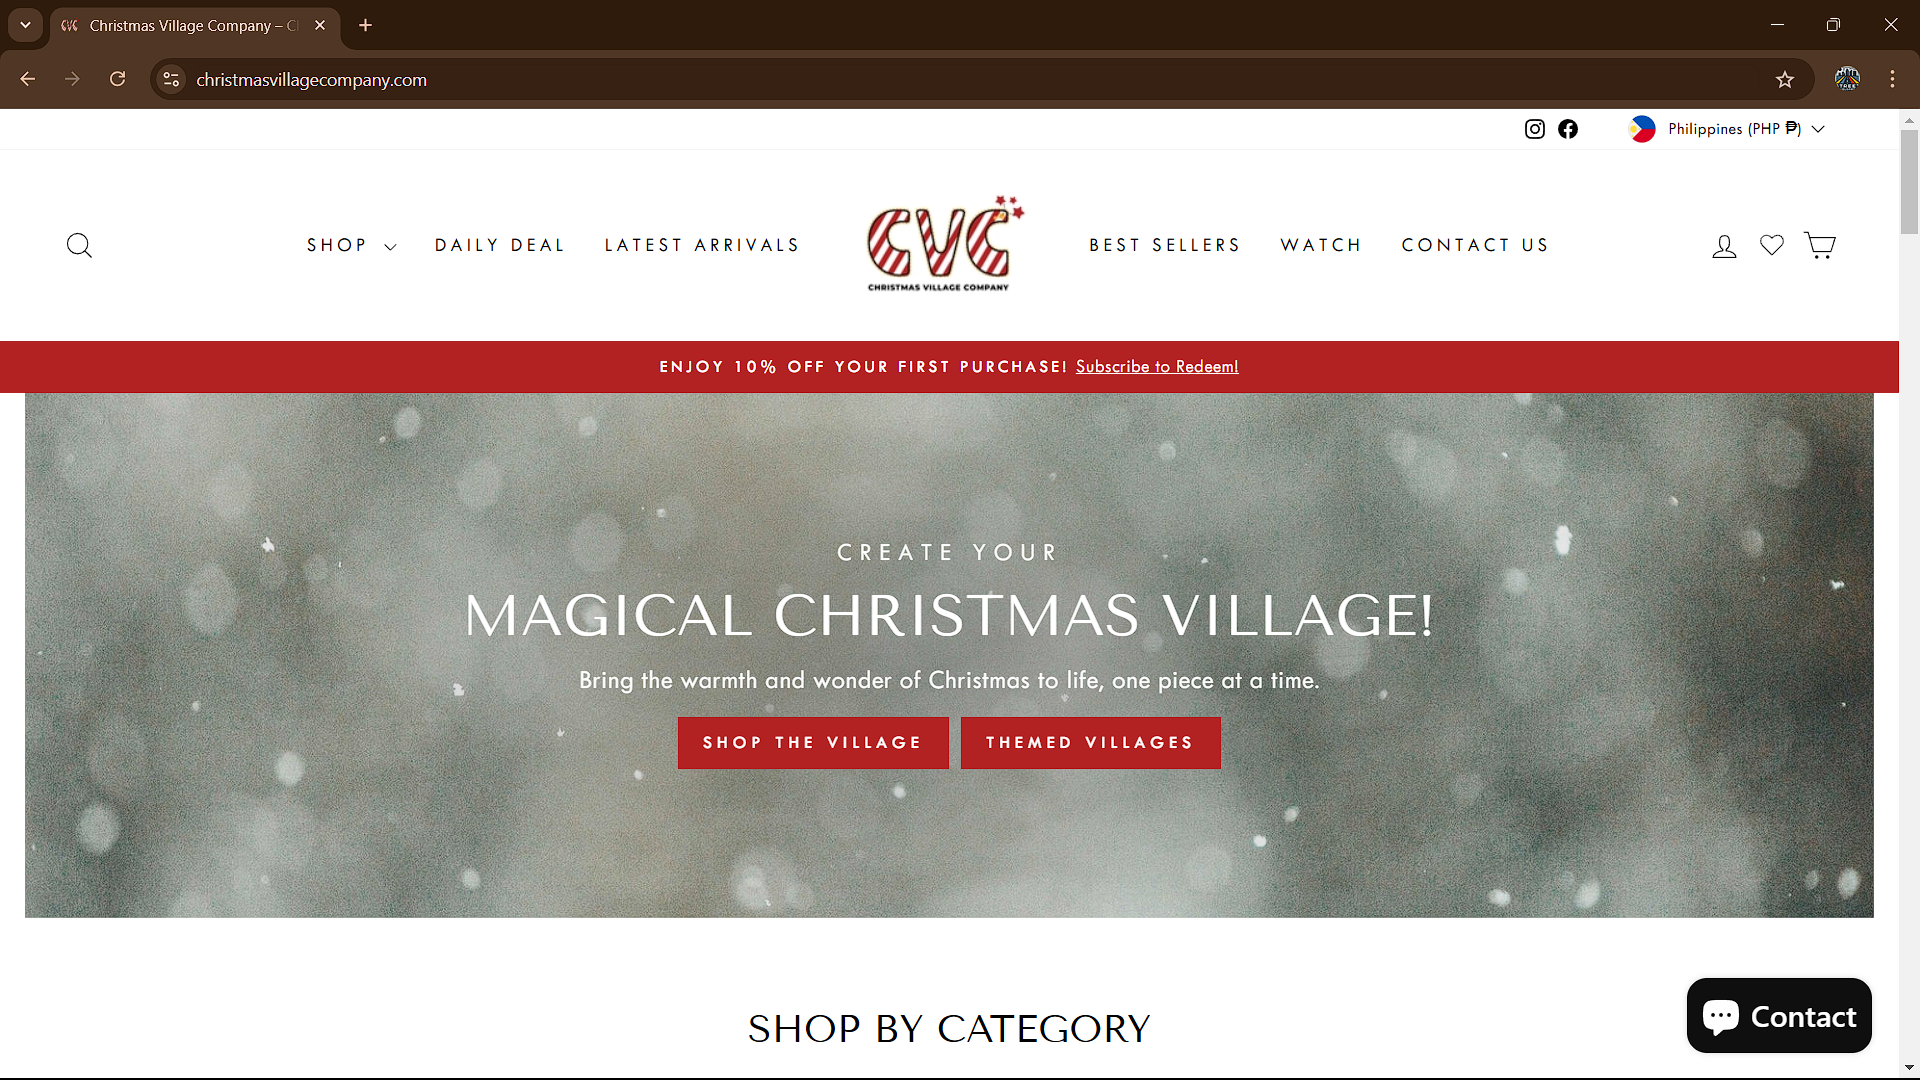 Christmas Village Company – C
christmasvillagecompany.com
Philippines (PHP ₱)
SHOP
DAILY DEAL
LATEST ARRIVALS
CVC
CHRISTMAS VILLAGE COMPANY
BEST SELLERS
WATCH
CONTACT US
ENJOY 10% OFF YOUR FIRST PURCHASE! Subscribe to Redeem!
CREATE YOUR
MAGICAL CHRISTMAS VILLAGE!
Bring the warmth and wonder of Christmas to life, one piece at a time.
SHOP THE VILLAGE
THEMED VILLAGES
SHOP BY CATEGORY
Contact